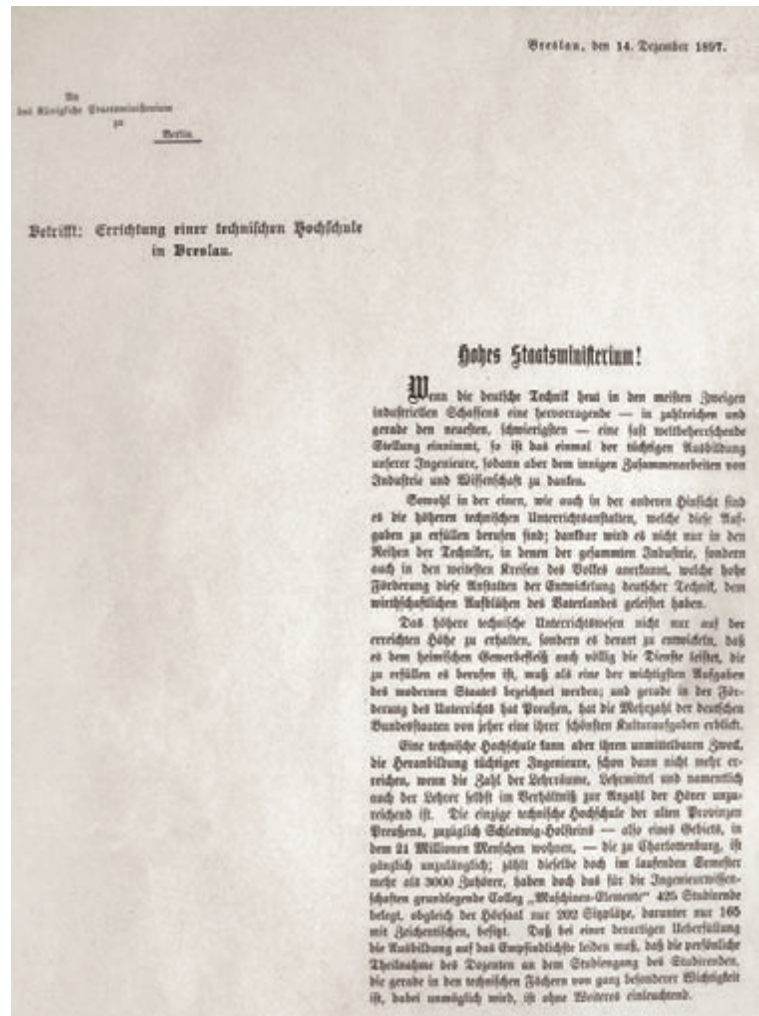 Breslau, den 14. Dezember 1897.
An
das Königliche Staatsministerium
zu
Berlin.
Betrifft: Errichtung einer technischen Hochschule
in Breslau.
Hohes Staatsministerium!
Wenn die deutsche Technik heut in den meisten Zweigen
industriellen Schaffens eine hervorragende — in zahlreichen und
gerade den neuesten, schwierigsten — eine fast weltbeherrschende
Stellung einnimmt, so ist das einmal der tüchtigen Ausbildung
unserer Ingenieure, sodann aber dem innigen Zusammenarbeiten von
Industrie und Wissenschaft zu danken.
Sowohl in der einen, wie auch in der anderen Hinsicht sind
es die höheren technischen Unterrichtsanstalten, welche diese Auf-
gaben zu erfüllen berufen sind; dankbar wird es nicht nur in den
Reihen der Techniker, in denen der gesammten Industrie, sondern
auch in den weitesten Kreisen des Volkes anerkannt, welche hohe
Förderung diese Anstalten der Entwickelung deutscher Technik, dem
wirthschaftlichen Aufblühen des Vaterlandes geleistet haben.
Das höhere technische Unterrichtswesen nicht nur auf der
erreichten Höhe zu erhalten, sondern es derart zu entwickeln, daß
es dem heimischen Gewerbefleiß auch völlig die Dienste leistet, die
zu erfüllen es berufen ist, muß als eine der wichtigsten Aufgaben
des modernen Staates bezeichnet werden; und gerade in der För-
derung des Unterrichts hat Preußen, hat die Mehrzahl der deutschen
Bundesstaaten von jeher eine ihrer schönsten Kulturaufgaben erblickt.
Eine technische Hochschule kann aber ihren unmittelbaren Zweck,
die Heranbildung tüchtiger Ingenieure, schon dann nicht mehr er-
reichen, wenn die Zahl der Lehrräume, Lehrmittel und namentlich
auch der Lehrer selbst im Verhältniß zur Anzahl der Hörer unzu-
reichend ist. Die einzige technische Hochschule der alten Provinzen
Preußens, zuzüglich Schleswig-Holsteins — also eines Gebiets, in
dem 21 Millionen Menschen wohnen, — die zu Charlottenburg, ist
gänzlich unzulänglich; zählt dieselbe doch im laufenden Semester
mehr als 3000 Zuhörer, haben doch das für die Ingenieurwissen-
schaften grundlegende Colleg „Maschinen-Elemente“ 425 Studirende
belegt, obgleich der Hörsaal nur 202 Sitzplätze, darunter nur 165
mit Zeichentischen, besitzt. Daß bei einer derartigen Ueberfüllung
die Ausbildung auf das Empfindlichste leiden muß, daß die persönliche
Theilnahme des Dozenten an dem Studiengang des Studirenden,
die gerade in den technischen Fächern von ganz besonderer Wichtigkeit
ist, dabei unmöglich wird, ist ohne Weiteres einleuchtend.